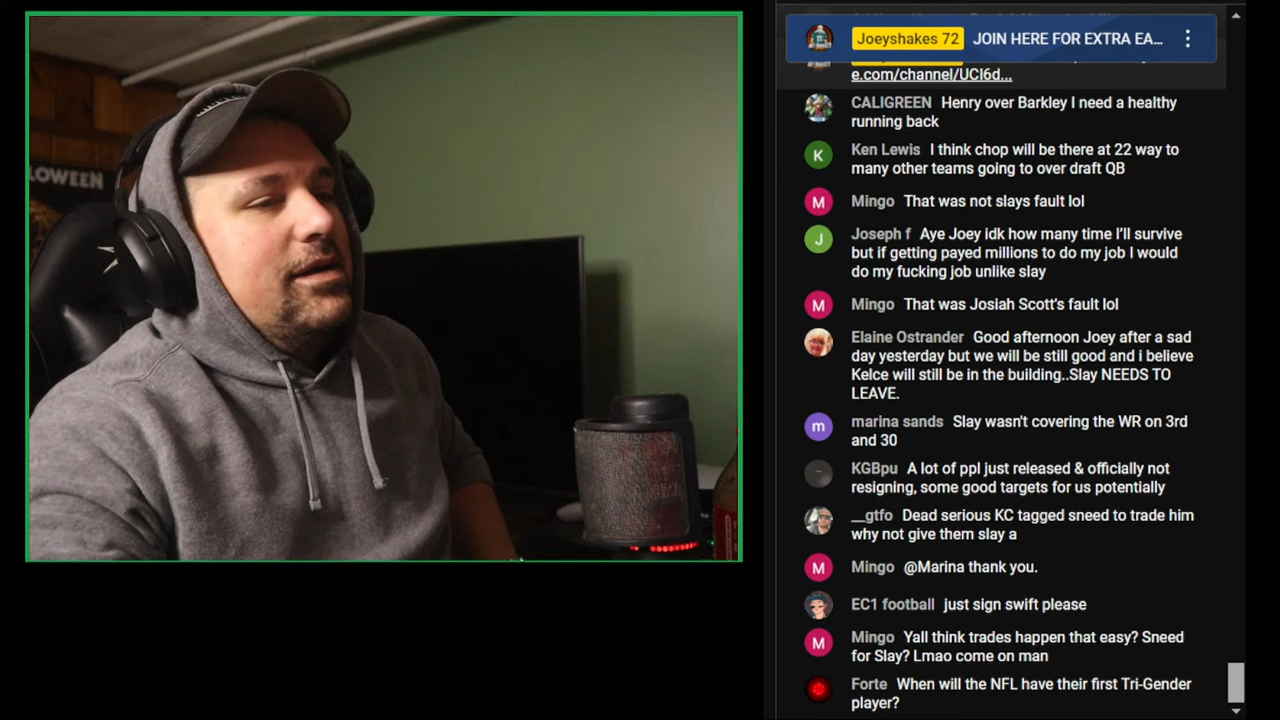 LOWEEN
Joeyshakes 72 JOIN HERE FOR EXTRA EA...
e.com/channel/UCI6d...
CALIGREEN Henry over Barkley I need a healthy
running back
K
Ken Lewis I think chop will be there at 22 way to
many other teams going to over draft QB
M
Mingo That was not slays fault lol
J
Joseph f Aye Joey idk how many time I'll survive
but if getting payed millions to do my job I would
do my fucking job unlike slay
M
Mingo That was Josiah Scott's fault lol
Elaine Ostrander Good afternoon Joey after a sad
day yesterday but we will be still good and i believe
Kelce will still be in the building..Slay NEEDS TO
LEAVE.
m
marina sands Slay wasn't covering the WR on 3rd
and 30
KGBpu A lot of ppl just released & officially not
resigning, some good targets for us potentially
__gtfo Dead serious KC tagged sneed to trade him
why not give them slay a
M
Mingo @Marina thank you.
EC1 football just sign swift please
M
Mingo Yall think trades happen that easy? Sneed
for Slay? Lmao come on man
Forte When will the NFL have their first Tri-Gender
player?